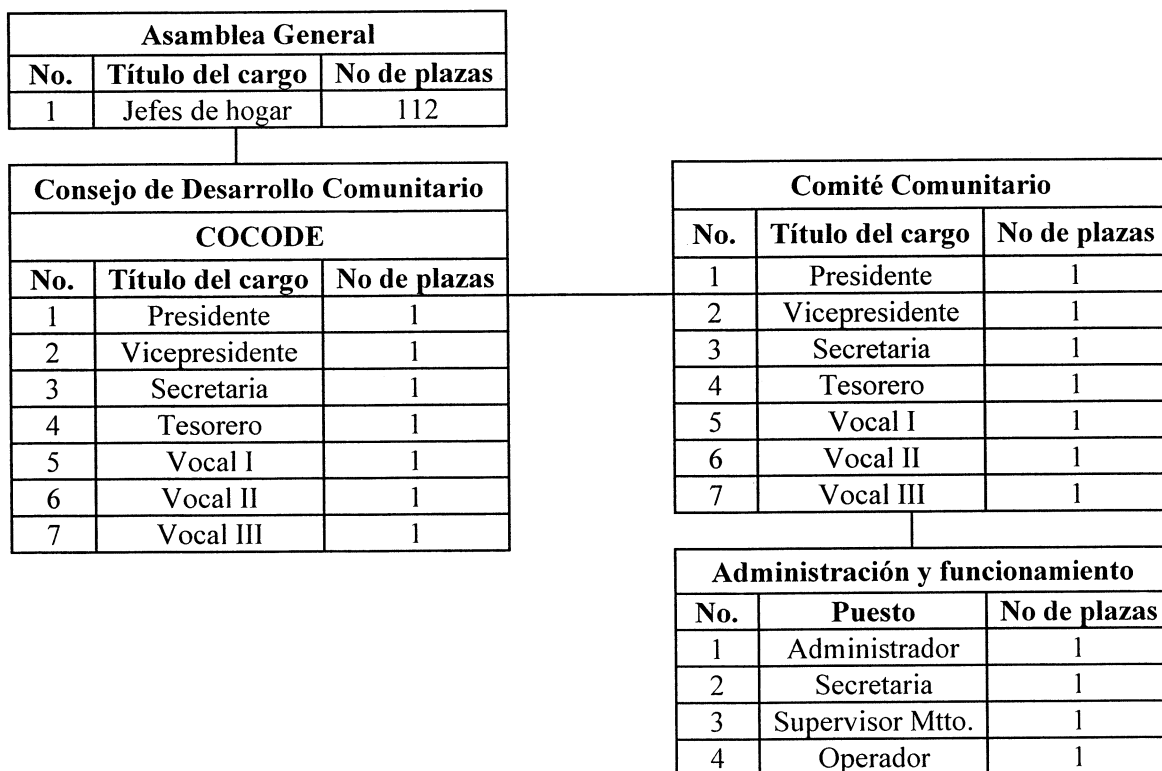 Asamblea General
No. Título del cargo No de plazas
1 Jefes de hogar 112
Consejo de Desarrollo Comunitario
COCODE
No. Título del cargo No de plazas
1 Presidente 1
2 Vicepresidente 1
3 Secretaria 1
4 Tesorero 1
5 Vocal I 1
6 Vocal II 1
7 Vocal III 1
Comité Comunitario
No. Título del cargo No de plazas
1 Presidente 1
2 Vicepresidente 1
3 Secretaria 1
4 Tesorero 1
5 Vocal I 1
6 Vocal II 1
7 Vocal III 1
Administración y funcionamiento
No. Puesto No de plazas
1 Administrador 1
2 Secretaria 1
3 Supervisor Mtto. 1
4 Operador 1